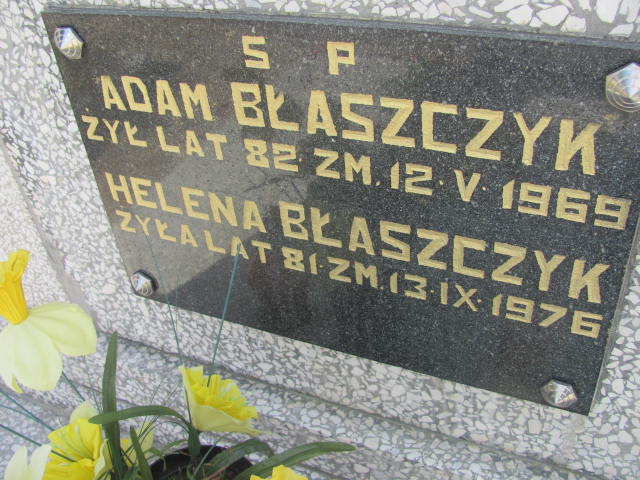 S P
ADAM BŁASZCZYK
ŻYŁ LAT 82·ZM.12·V·1969
HELENA BŁASZCZYK
ŻYŁA LAT 81·ZM.13·IX·1976